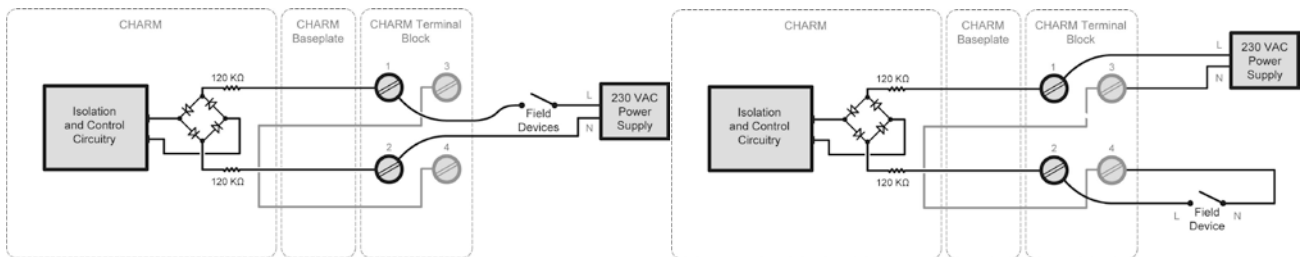 CHARM
CHARM
Baseplate
CHARM Terminal
Block
120 KΩ
1
3
Isolation
and Control
Circuitry
L
N
Field
Devices
230 VAC
Power
Supply
2
4
120 KΩ
CHARM
CHARM
Baseplate
CHARM Terminal
Block
L
N
230 VAC
Power
Supply
120 KΩ
1
3
Isolation
and Control
Circuitry
2
4
120 KΩ
L
Field
Device
N